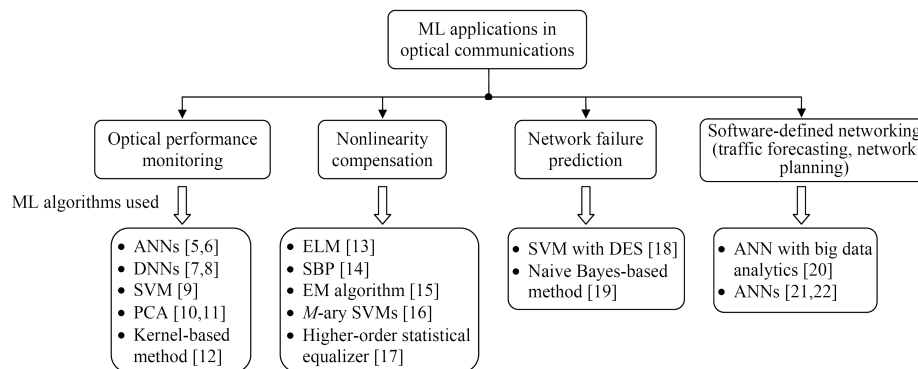 ML applications in
optical communications
Optical performance
monitoring
Nonlinearity
compensation
Network failure
prediction
Software-defined networking
(traffic forecasting, network
planning)
ML algorithms used
• ANNs [5,6]
• DNNs [7,8]
• SVM [9]
• PCA [10,11]
• Kernel-based
method [12]
• ELM [13]
• SBP [14]
• EM algorithm [15]
• M-ary SVMs [16]
• Higher-order statistical
equalizer [17]
• SVM with DES [18]
• Naive Bayes-based
method [19]
• ANN with big data
analytics [20]
• ANNs [21,22]